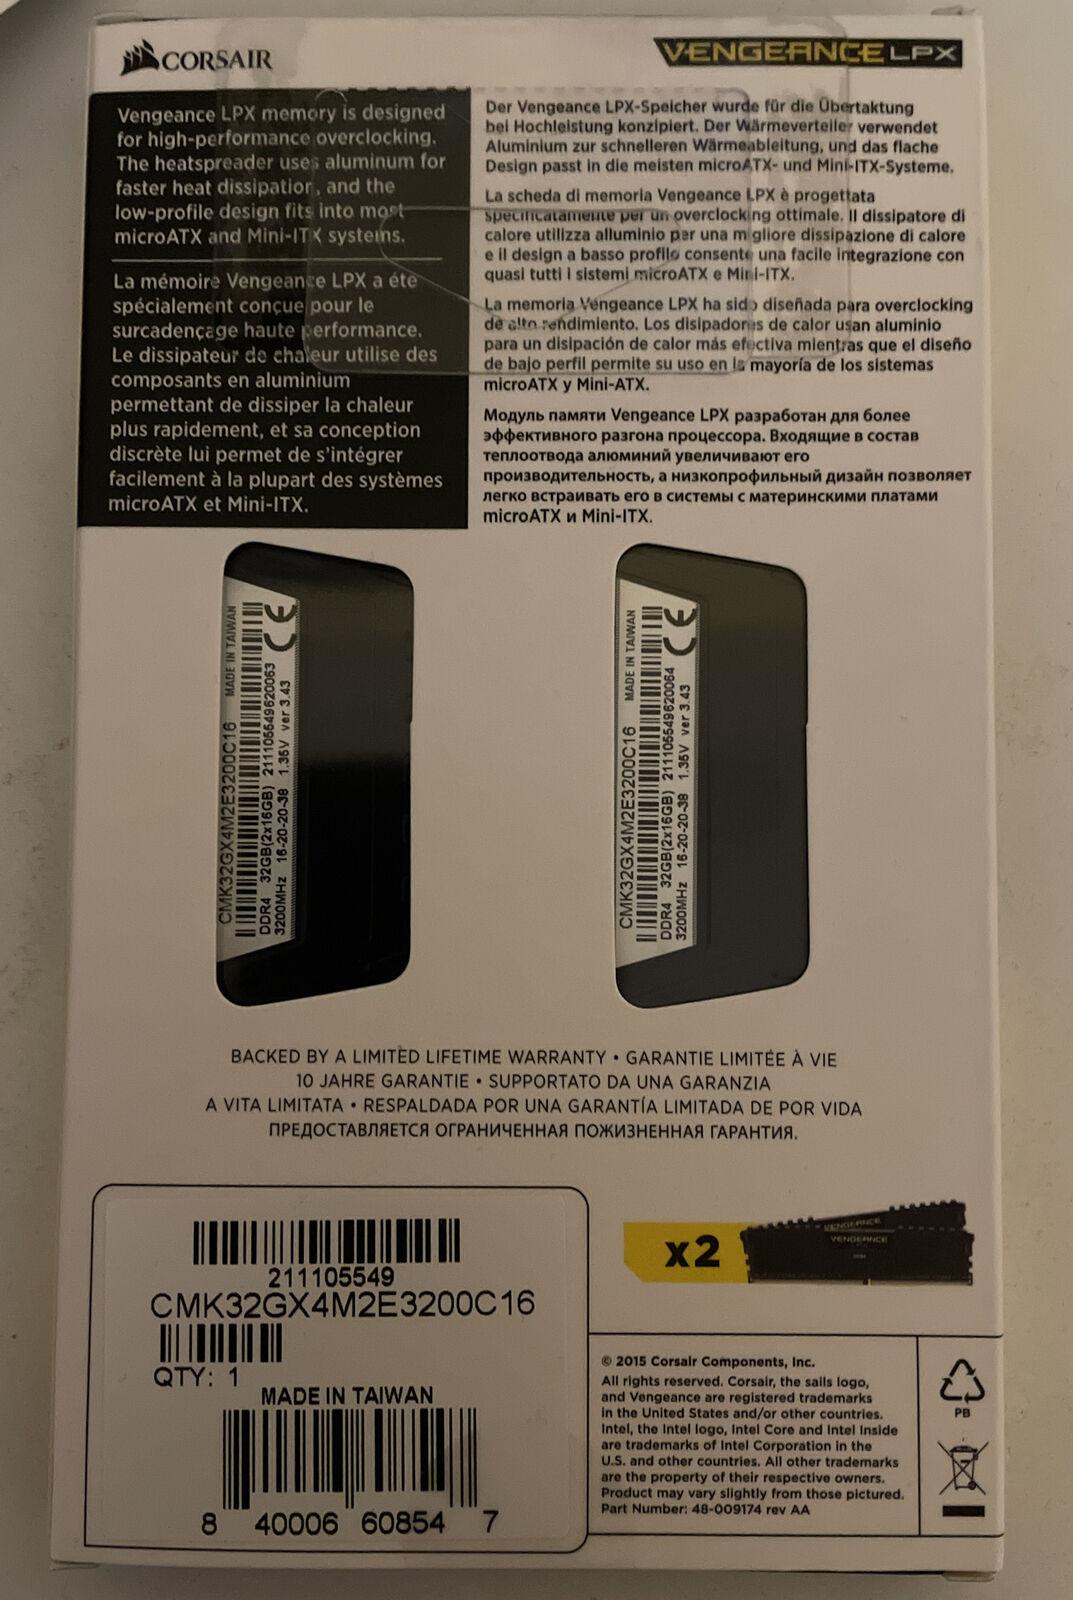 CORSAIR
VENGEANCE LPX
Vengeance LPX memory is designed
for high-performance overclocking.
The heatspreader uses aluminum for
faster heat dissipation, and the
low-profile design fits into most
microATX and Mini-ITX systems.
La mémoire Vengeance LPX a éte
spécialement conçue pour le
surcadençage haute performance.
Le dissipateur de chaleur utilise des
composants en aluminium
permettant de dissiper la chaleur
plus rapidement, et sa conception
discrète lui permet de s'intégrer
facilement à la plupart des systèmes
microATX et Mini-ITX.
Der Vengeance LPX-Speicher wurde für die Übertaktung
bei Hochleistung konzipiert. Der Wärmeverteiler verwendet
Aluminium zur schnelleren Wärmeableitung, und das flache
Design passt in die meisten microATX- und Mini-ITX-Systeme.
La scheda di memoria Vengeance LPX è progettata
specificatamente per un overclocking ottimale. Il dissipatore di
calore utilizza alluminio per una migliore dissipazione di calore
e il design a basso profilo consente una facile integrazione con
quasi tutti i sistemi microATX e Mini-ITX.
La memoria Vengeance LPX ha sido diseñada para overclocking
de alto rendimiento. Los disipadores de calor usan aluminio
para un disipación de calor más efectiva mientras que el diseño
de bajo perfil permite su uso en la mayoría de los sistemas
microATX y Mini-ATX.
Модуль памяти Vengeance LPX разработан для более
эффективного разгона процессора. Входящие в состав
теплоотвода алюминий увеличивают его
производительность, а низкопрофильный дизайн позволяет
легко встраивать его в системы с материнскими платами
microATX и Mini-ITX.
CMK32GX4M2E3200C16 MADE IN TAIWAN
DDR4 32GB(2x16GB) 211105549620063
3200MHz 16-20-20-38 1.35V ver 3.43
CE
CMK32GX4M2E3200C16 MADE IN TAIWAN
DDR4 32GB(2x16GB) 211105549620064
3200MHz 16-20-20-38 1.35V ver 3.43
CE
BACKED BY A LIMITED LIFETIME WARRANTY • GARANTIE LIMITÉE À VIE
10 JAHRE GARANTIE • SUPPORTATO DA UNA GARANZIA
A VITA LIMITATA • RESPALDADA POR UNA GARANTÍA LIMITADA DE POR VIDA
ПРЕДОСТАВЛЯЕТСЯ ОГРАНИЧЕННАЯ ПОЖИЗНЕННАЯ ГАРАНТИЯ.
211105549
CMK32GX4M2E3200C16
QTY: 1
MADE IN TAIWAN
8 40006 60854 7
x2
VENGEANCE
VENGEANCE
© 2015 Corsair Components, Inc.
All rights reserved. Corsair, the sails logo,
and Vengeance are registered trademarks
in the United States and/or other countries.
Intel, the Intel logo, Intel Core and Intel Inside
are trademarks of Intel Corporation in the
U.S. and other countries. All other trademarks
are the property of their respective owners.
Product may vary slightly from those pictured.
Part Number: 48-009174 rev AA
PB